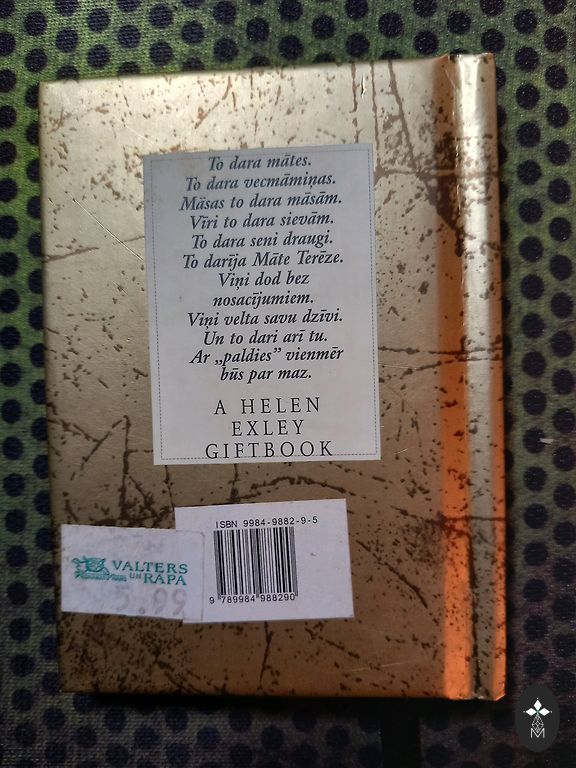 To dara mātes.
To dara vecmāmiņas.
Māsas to dara māsām.
Vīri to dara sievām.
To dara seni draugi.
To darīja Māte Terēze.
Viņi dod bez
nosacījumiem.
Viņi velta savu dzīvi.
Un to dari arī tu.
Ar „paldies” vienmēr
būs par maz.
A HELEN
EXLEY
GIFTBOOK
ISBN 9984-9882-9-5
9 789984 988290
VALTERS
UN RAPA
5.99
M